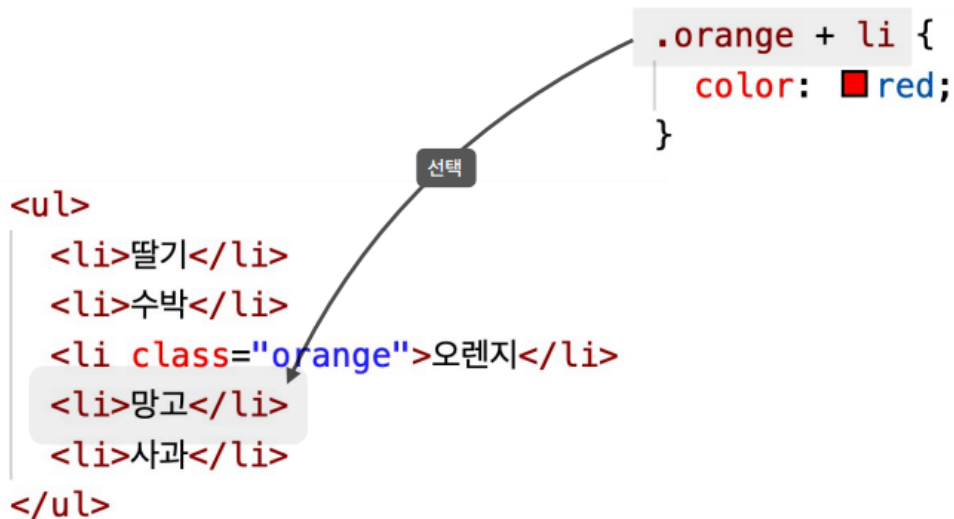 .orange + li {
color: red;
}
선택
<ul>
<li>딸기</li>
<li>수박</li>
<li class="orange">오렌지</li>
<li>망고</li>
<li>사과</li>
</ul>